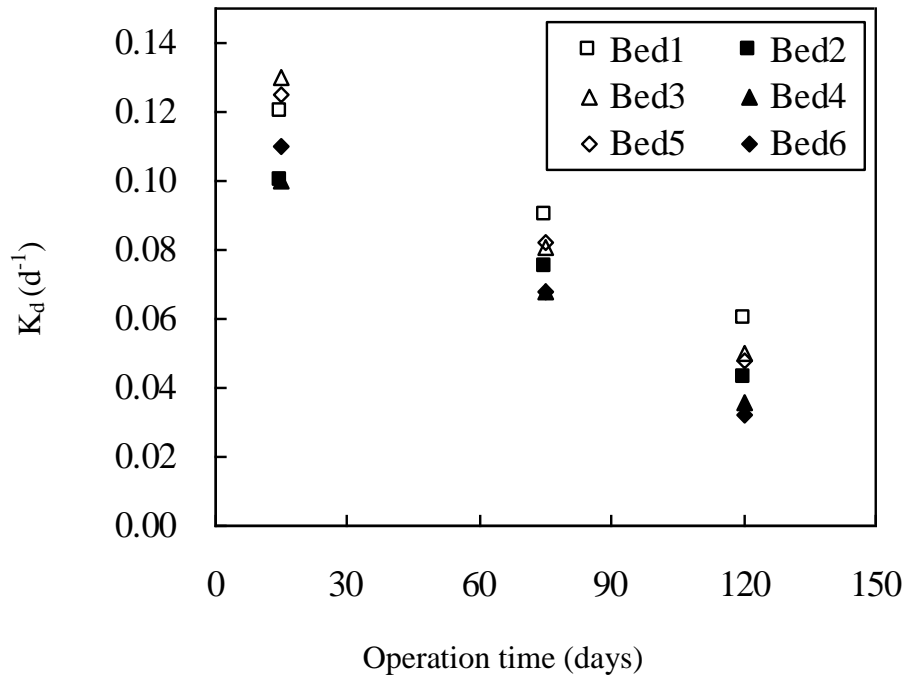 0.14
0.12
0.10
0.08
0.06
0.04
0.02
0.00
K_d (d^-1)
Bed1 Bed2
Bed3 Bed4
Bed5 Bed6
0 30 60 90 120 150
Operation time (days)